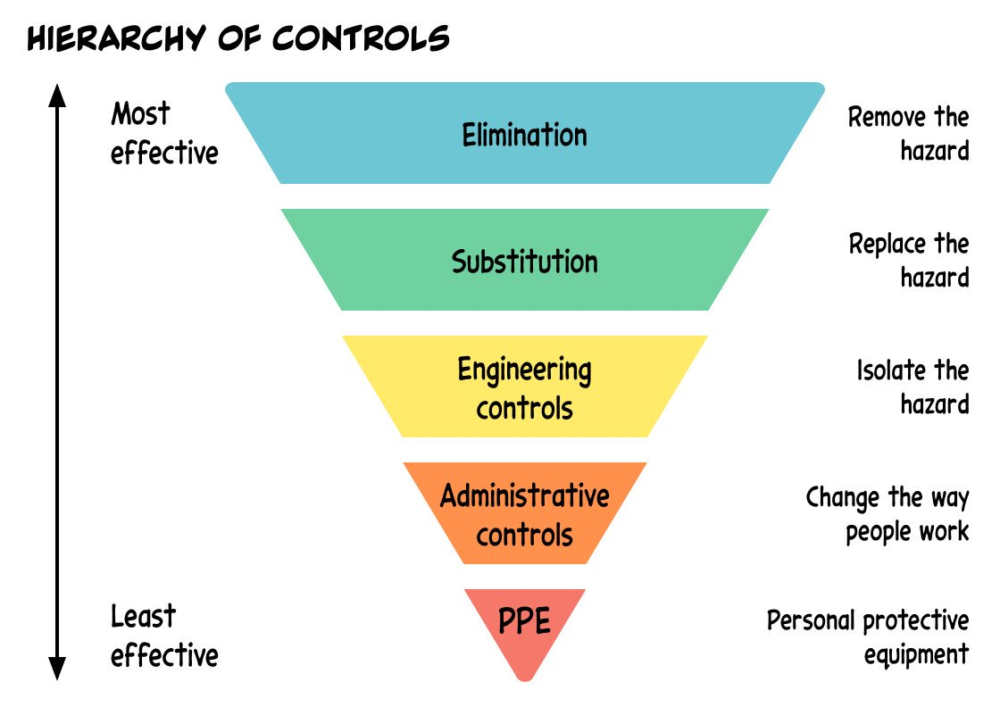 HIERARCHY OF CONTROLS
Most
effective
Elimination
Remove the
hazard
Substitution
Replace the
hazard
Engineering
controls
Isolate the
hazard
Administrative
controls
Change the way
people work
Least
effective
PPE
Personal protective
equipment